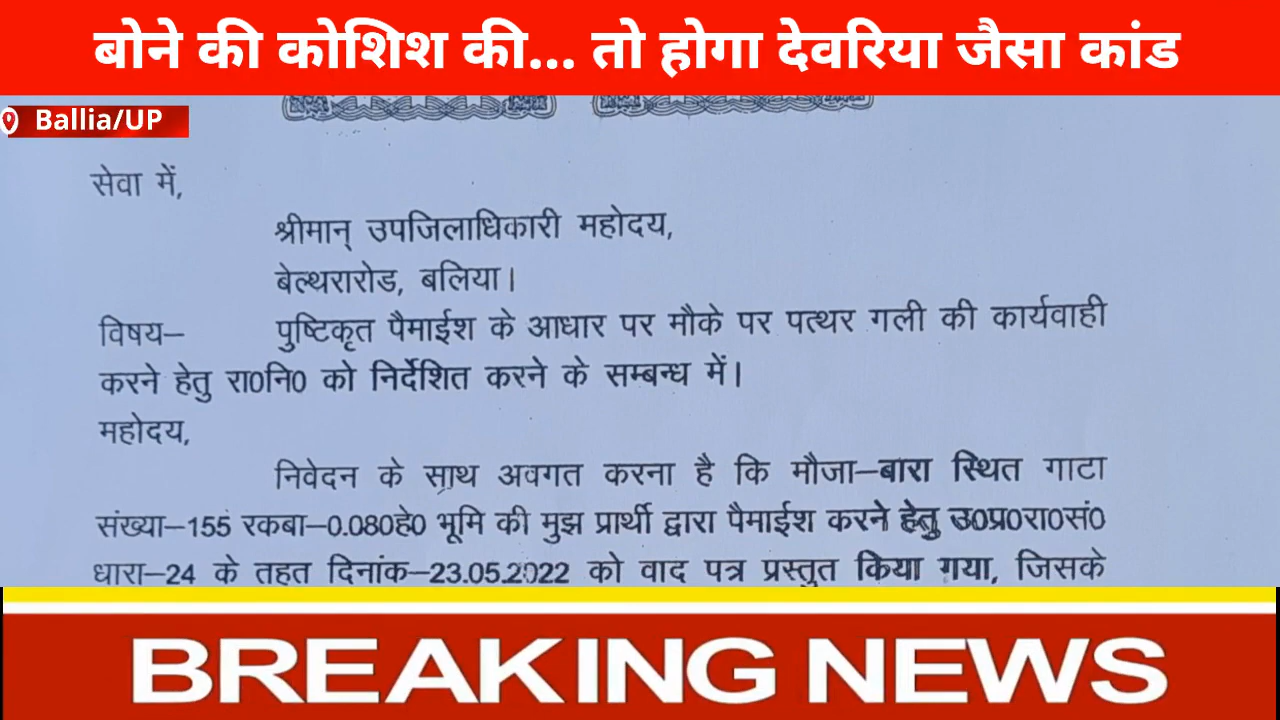 बोने की कोशिश की... तो होगा देवरिया जैसा कांड
Ballia/UP
सेवा में,
श्रीमान् उपजिलाधिकारी महोदय,
बेल्थरारोड, बलिया।
विषय– पुष्टिकृत पैमाईश के आधार पर मौके पर पत्थर गली की कार्यवाही
करने हेतु रा0नि0 को निर्देशित करने के सम्बन्ध में।
महोदय,
निवेदन के साथ अवगत करना है कि मौजा–बारा स्थित गाटा
संख्या–155 रकबा–0.080हे0 भूमि की मुझ प्रार्थी द्वारा पैमाईश करने हेतु उ0प्र0रा0सं0
धारा–24 के तहत दिनांक–23.05.2022 को वाद पत्र प्रस्तुत किया गया, जिसके
BREAKING NEWS